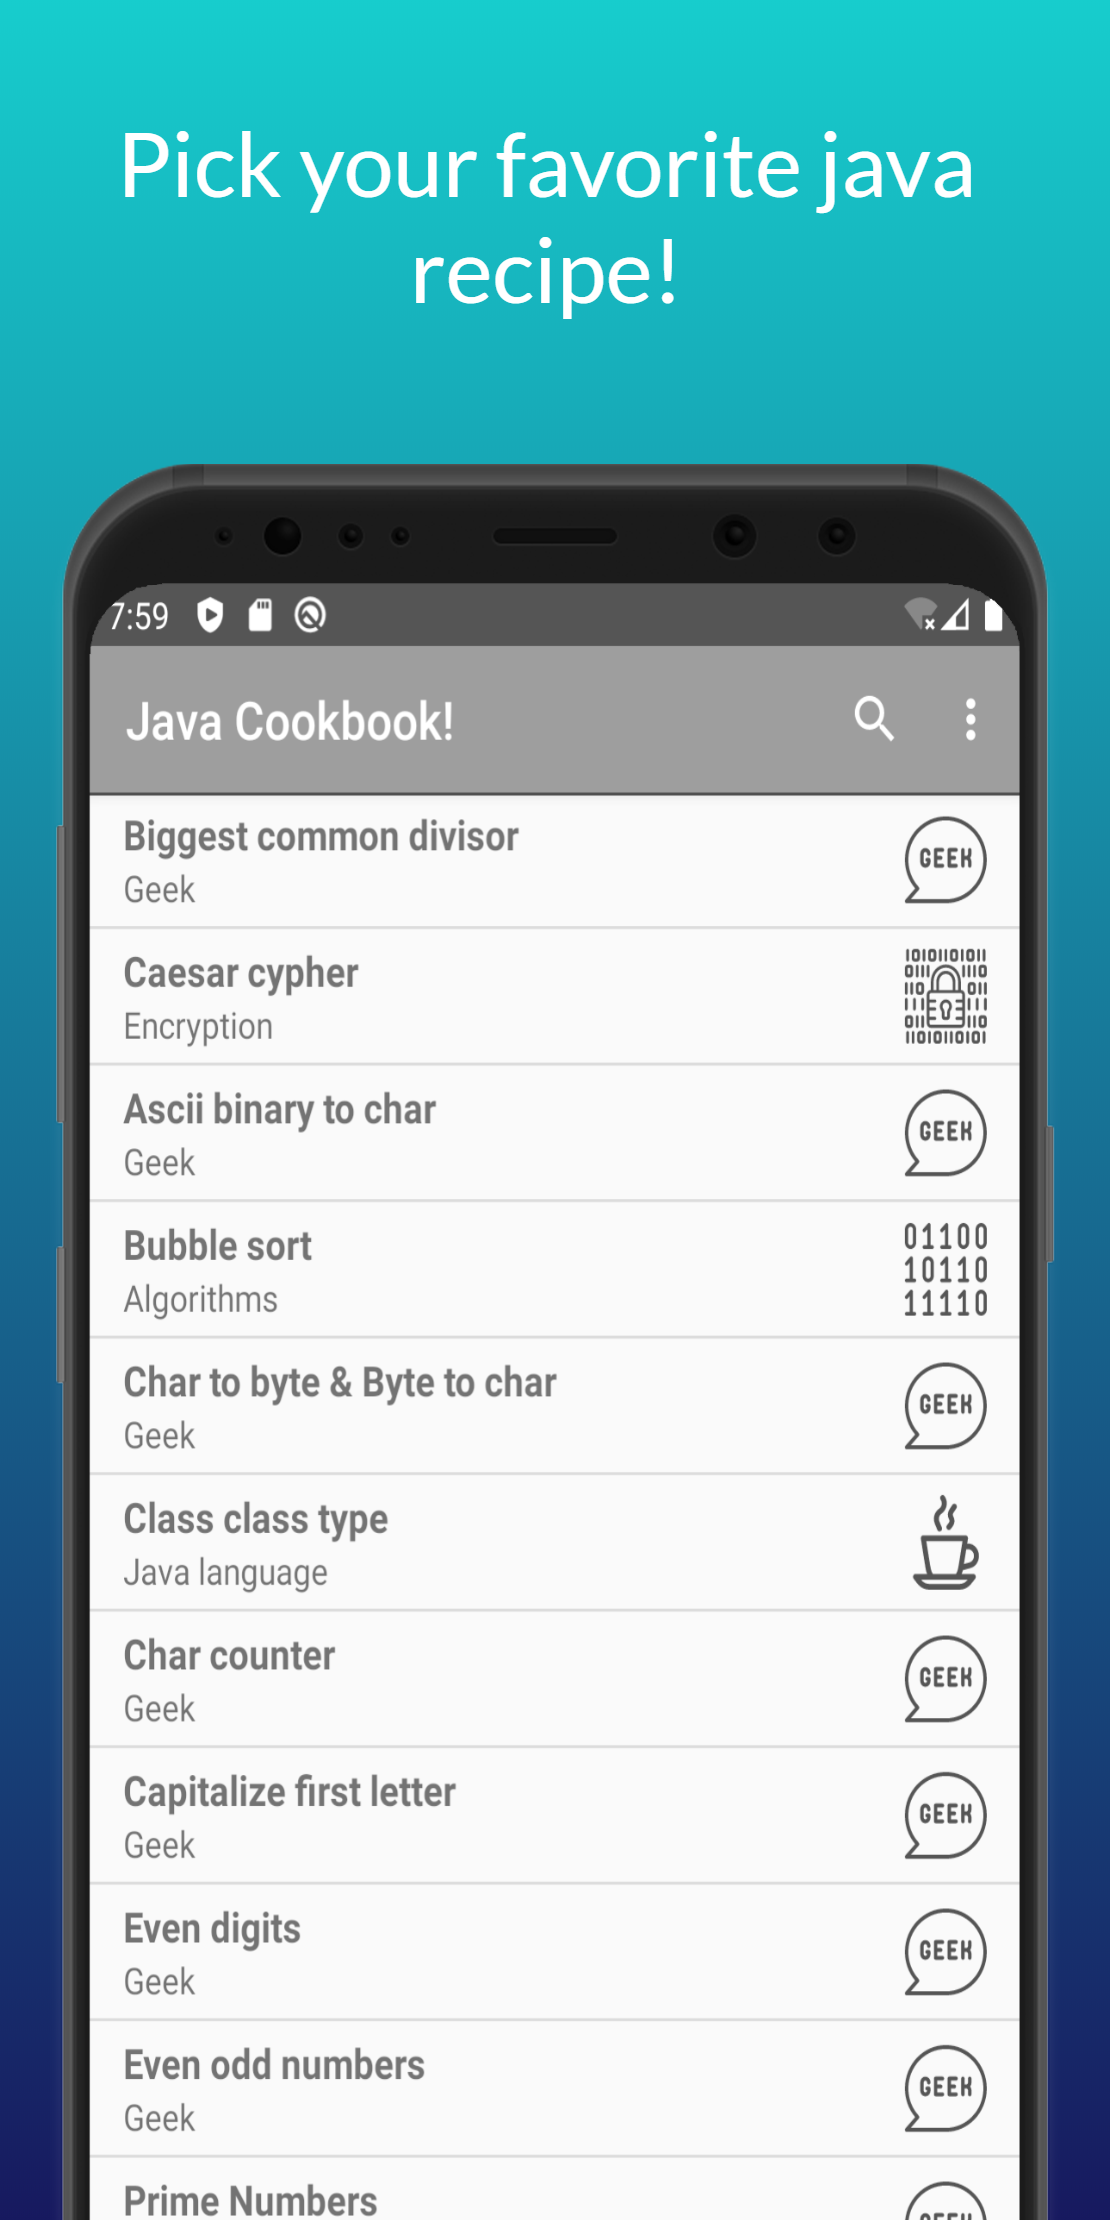 Pick your favorite java
recipe!
7:59
Java Cookbook!
Biggest common divisor
Geek
GEEK
Caesar cypher
Encryption
10101101011
Ascii binary to char
Geek
GEEK
Bubble sort
Algorithms
01100
10110
11110
Char to byte & Byte to char
Geek
GEEK
Class class type
Java language
Char counter
Geek
GEEK
Capitalize first letter
Geek
GEEK
Even digits
Geek
GEEK
Even odd numbers
Geek
GEEK
Prime Numbers